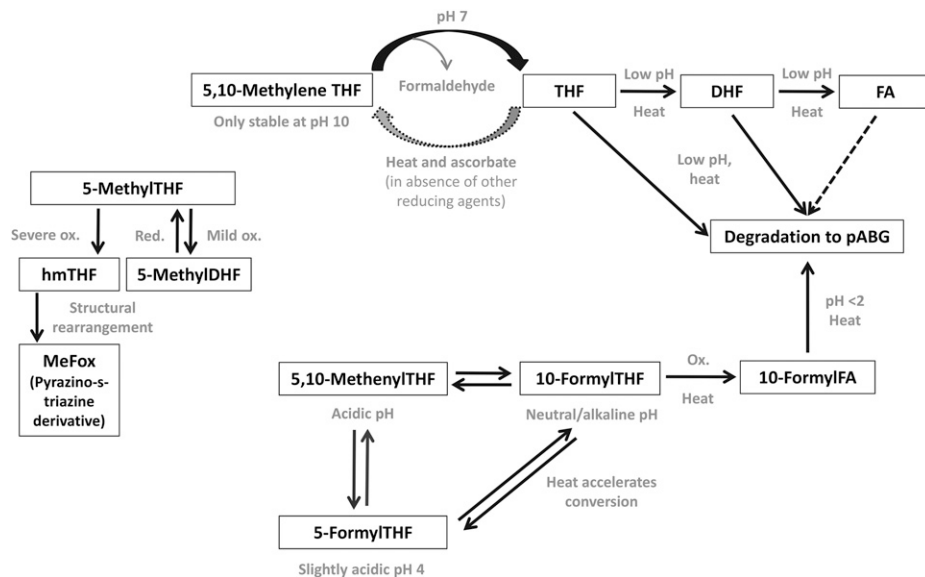 pH 7
5,10-Methylene THF
Formaldehyde
THF
Low pH
Heat
DHF
Low pH
Heat
FA
Only stable at pH 10
Heat and ascorbate
(in absence of other
reducing agents)
Low pH,
heat
5-MethylTHF
Severe ox.
Red.
Mild ox.
Degradation to pABG
hmTHF
5-MethylDHF
Structural
rearrangement
pH <2
Heat
MeFox
(Pyrazino-s-
triazine
derivative)
5,10-MethenylTHF
10-FormylTHF
Ox.
Heat
10-FormylFA
Acidic pH
Neutral/alkaline pH
Heat accelerates
conversion
5-FormylTHF
Slightly acidic pH 4